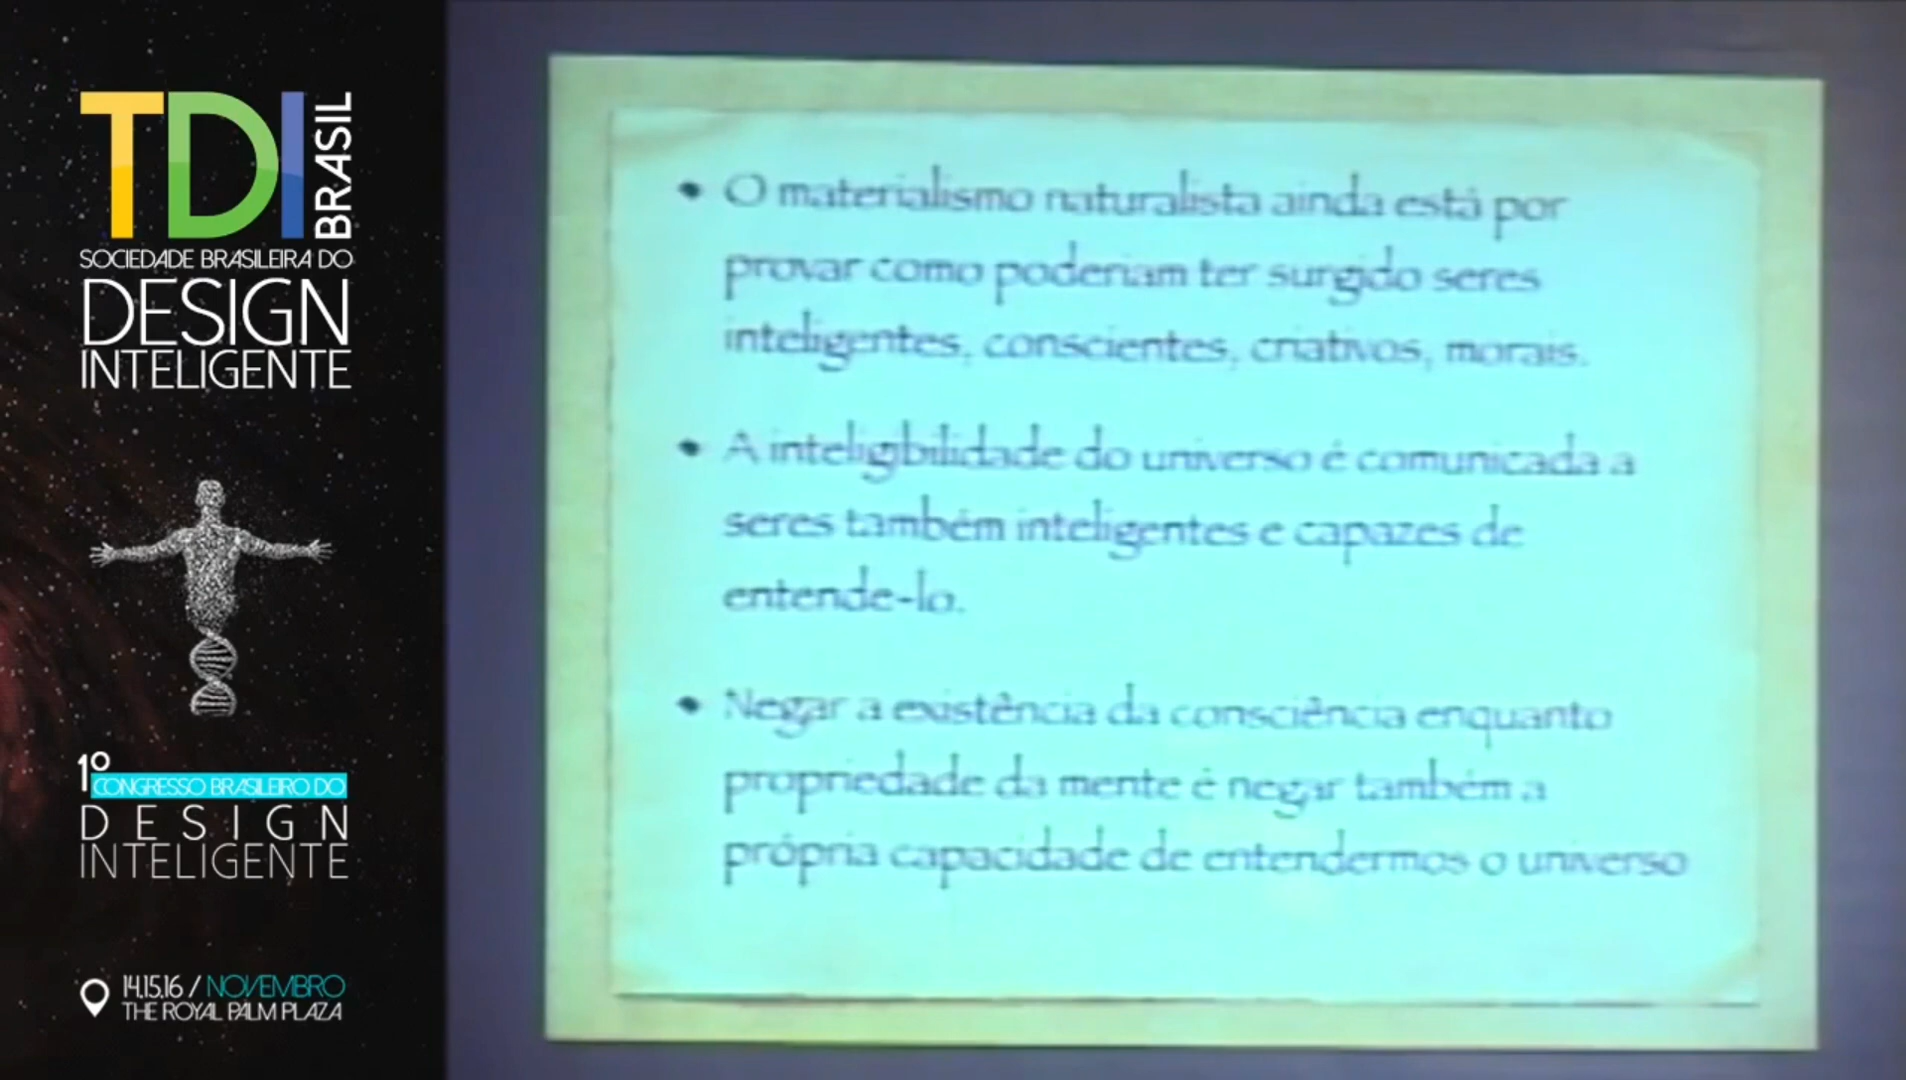 TDI BRASIL
SOCIEDADE BRASILEIRA DO
DESIGN
INTELIGENTE
1º
CONGRESSO BRASILEIRO DO
DESIGN
INTELIGENTE
14.15.16 / NOVEMBRO
THE ROYAL PALM PLAZA
• O materialismo naturalista ainda está por
provar como poderiam ter surgido seres
inteligentes, conscientes, criativos, morais.
• A inteligibilidade do universo é comunicada a
seres também inteligentes e capazes de
entende-lo.
• Negar a existência da consciência enquanto
propriedade da mente é negar também a
própria capacidade de entendermos o universo